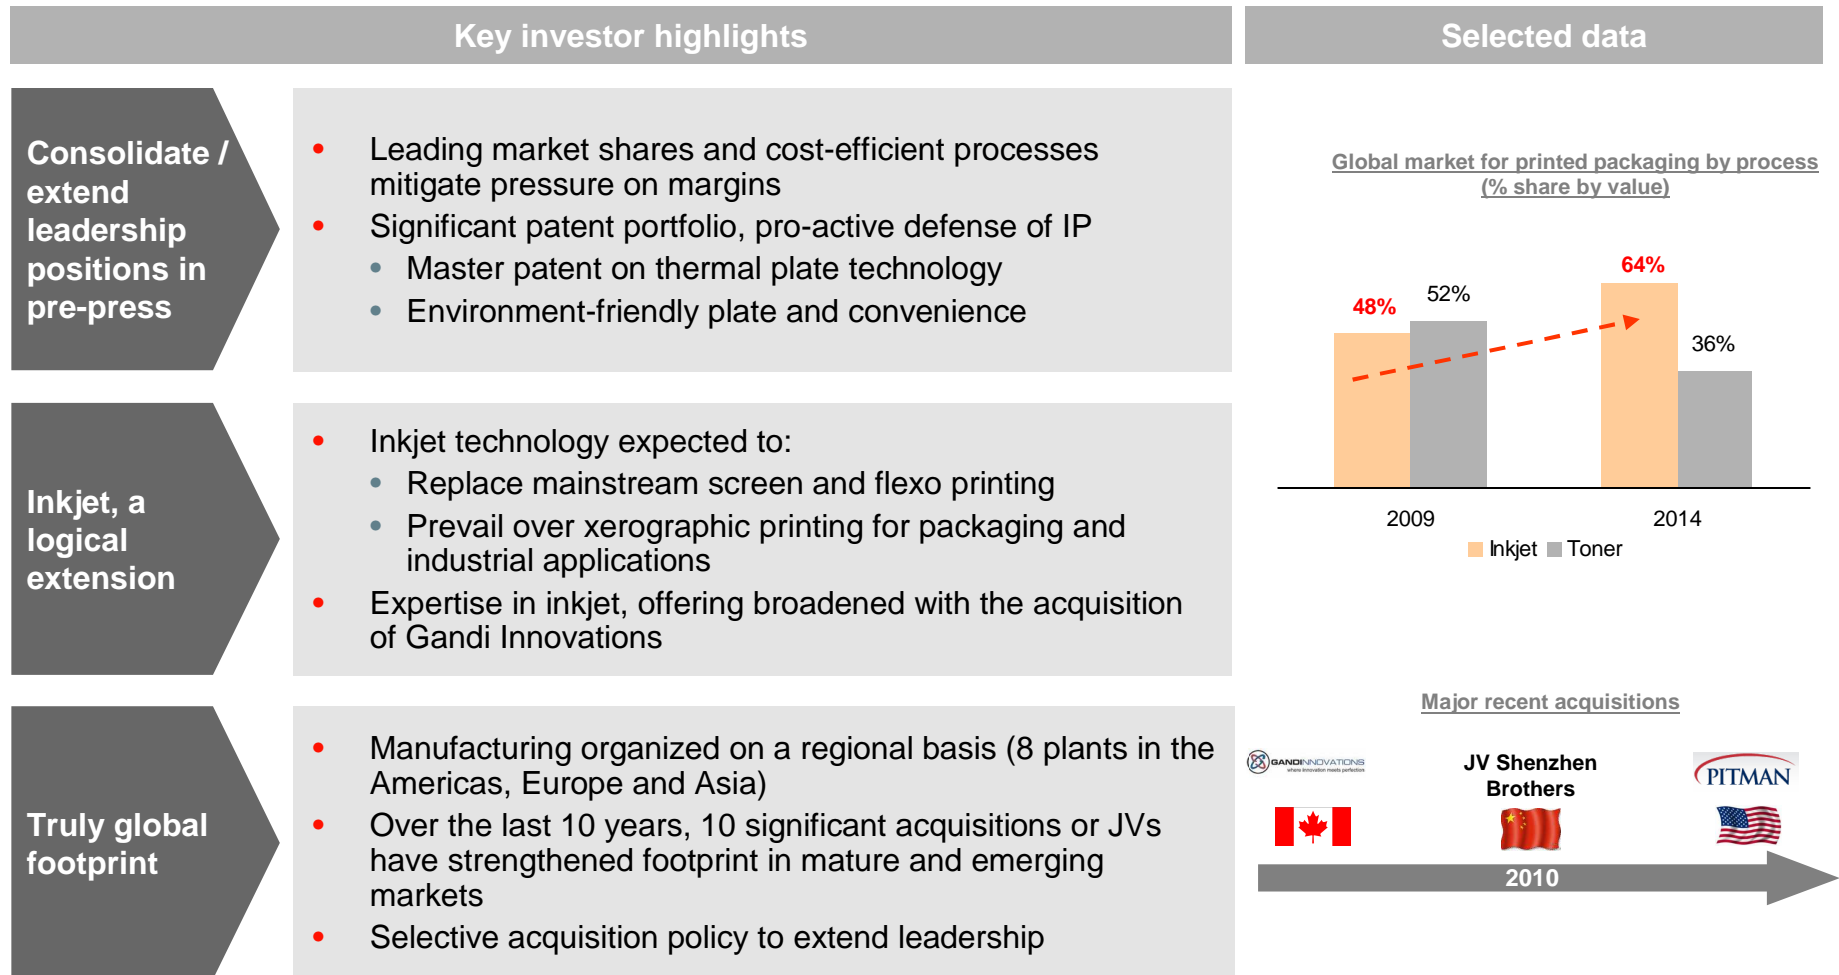 Key investor highlights
Selected data
Consolidate /
extend
leadership
positions in
pre-press
• Leading market shares and cost-efficient processes
mitigate pressure on margins
• Significant patent portfolio, pro-active defense of IP
• Master patent on thermal plate technology
• Environment-friendly plate and convenience
Global market for printed packaging by process
(% share by value)
48%
52%
64%
36%
2009
2014
Inkjet
Toner
Inkjet, a
logical
extension
• Inkjet technology expected to:
• Replace mainstream screen and flexo printing
• Prevail over xerographic printing for packaging and
industrial applications
• Expertise in inkjet, offering broadened with the acquisition
of Gandi Innovations
Truly global
footprint
• Manufacturing organized on a regional basis (8 plants in the
Americas, Europe and Asia)
• Over the last 10 years, 10 significant acquisitions or JVs
have strengthened footprint in mature and emerging
markets
• Selective acquisition policy to extend leadership
Major recent acquisitions
GANDINNOVATIONS
where innovation meets perfection
JV Shenzhen
Brothers
PITMAN
2010